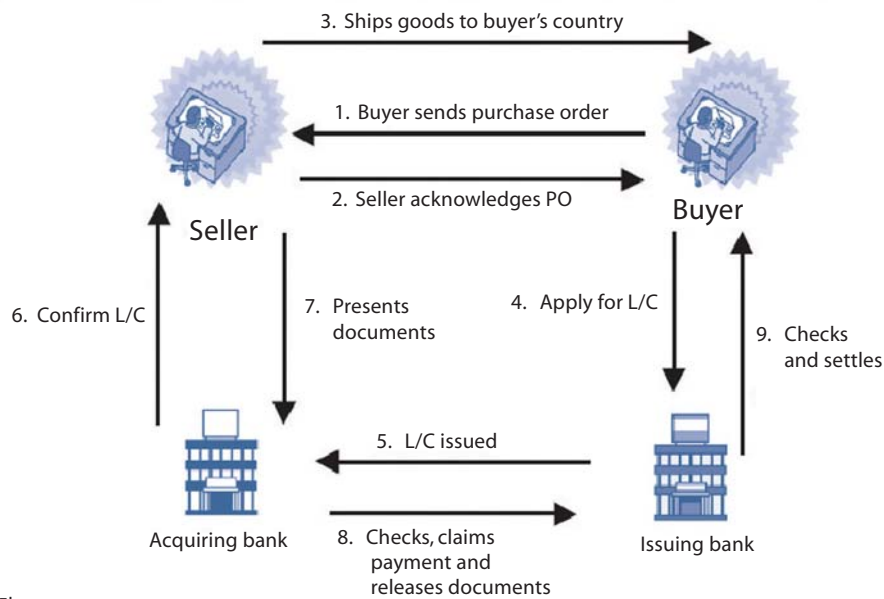 3. Ships goods to buyer’s country
1. Buyer sends purchase order
2. Seller acknowledges PO
Seller
Buyer
6. Confirm L/C
7. Presents
documents
4. Apply for L/C
9. Checks
and settles
5. L/C issued
Acquiring bank
8. Checks, claims
payment and
releases documents
Issuing bank